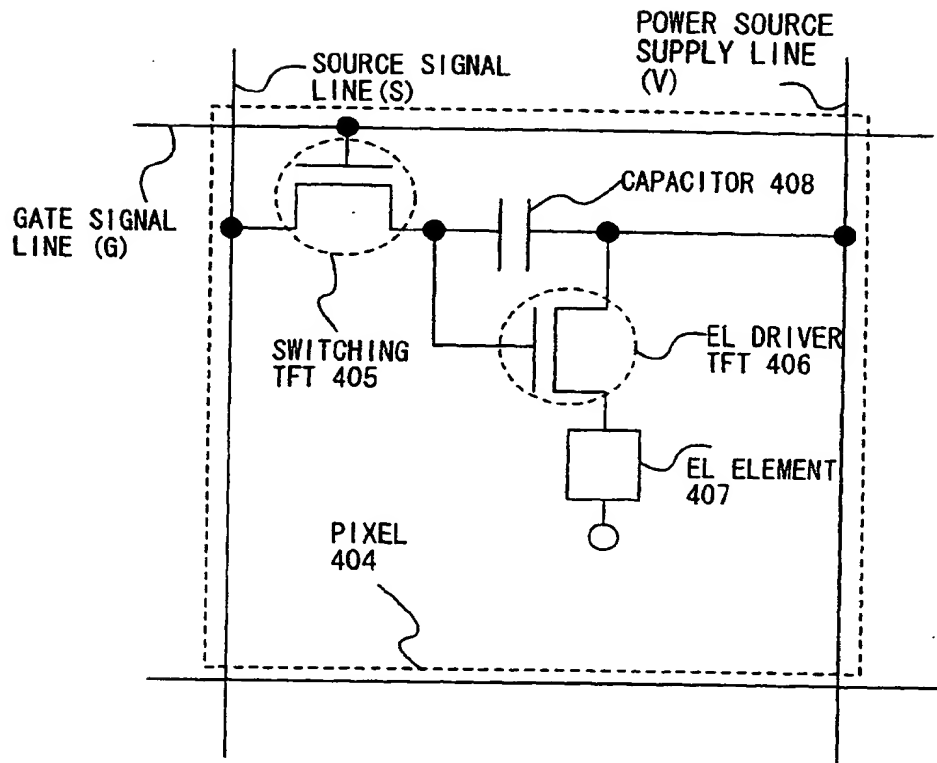 POWER SOURCE
SUPPLY LINE
(V)
SOURCE SIGNAL
LINE(S)
CAPACITOR 408
GATE SIGNAL
LINE (G)
SWITCHING
TFT 405
EL DRIVER
TFT 406
EL ELEMENT
407
PIXEL
404